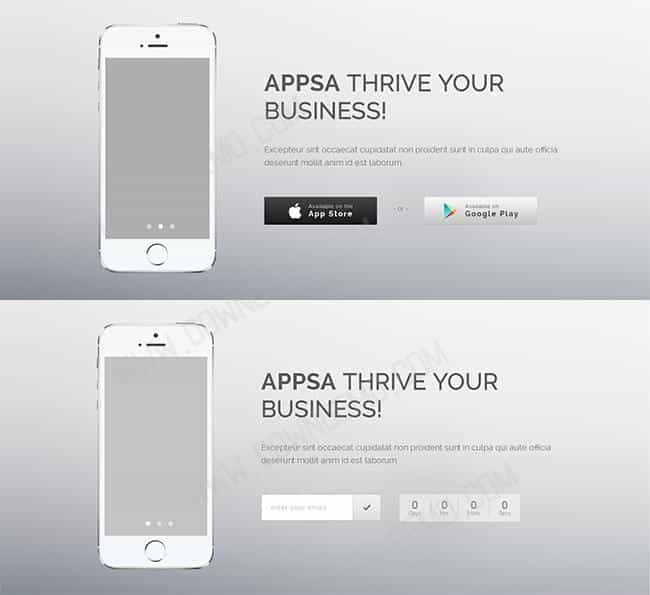 APPSA THRIVE YOUR
BUSINESS!
Excepteur sint occaecat cupidatat non proident sunt in culpa qui aute officia
deserunt mollit anim id est laborum.
Available on the
App Store
- or -
Available on
Google Play
APPSA THRIVE YOUR
BUSINESS!
Excepteur sint occaecat cupidatat non proident sunt in culpa qui aute officia
deserunt mollit anim id est laborum.
enter your email
0 0 0 0
Days